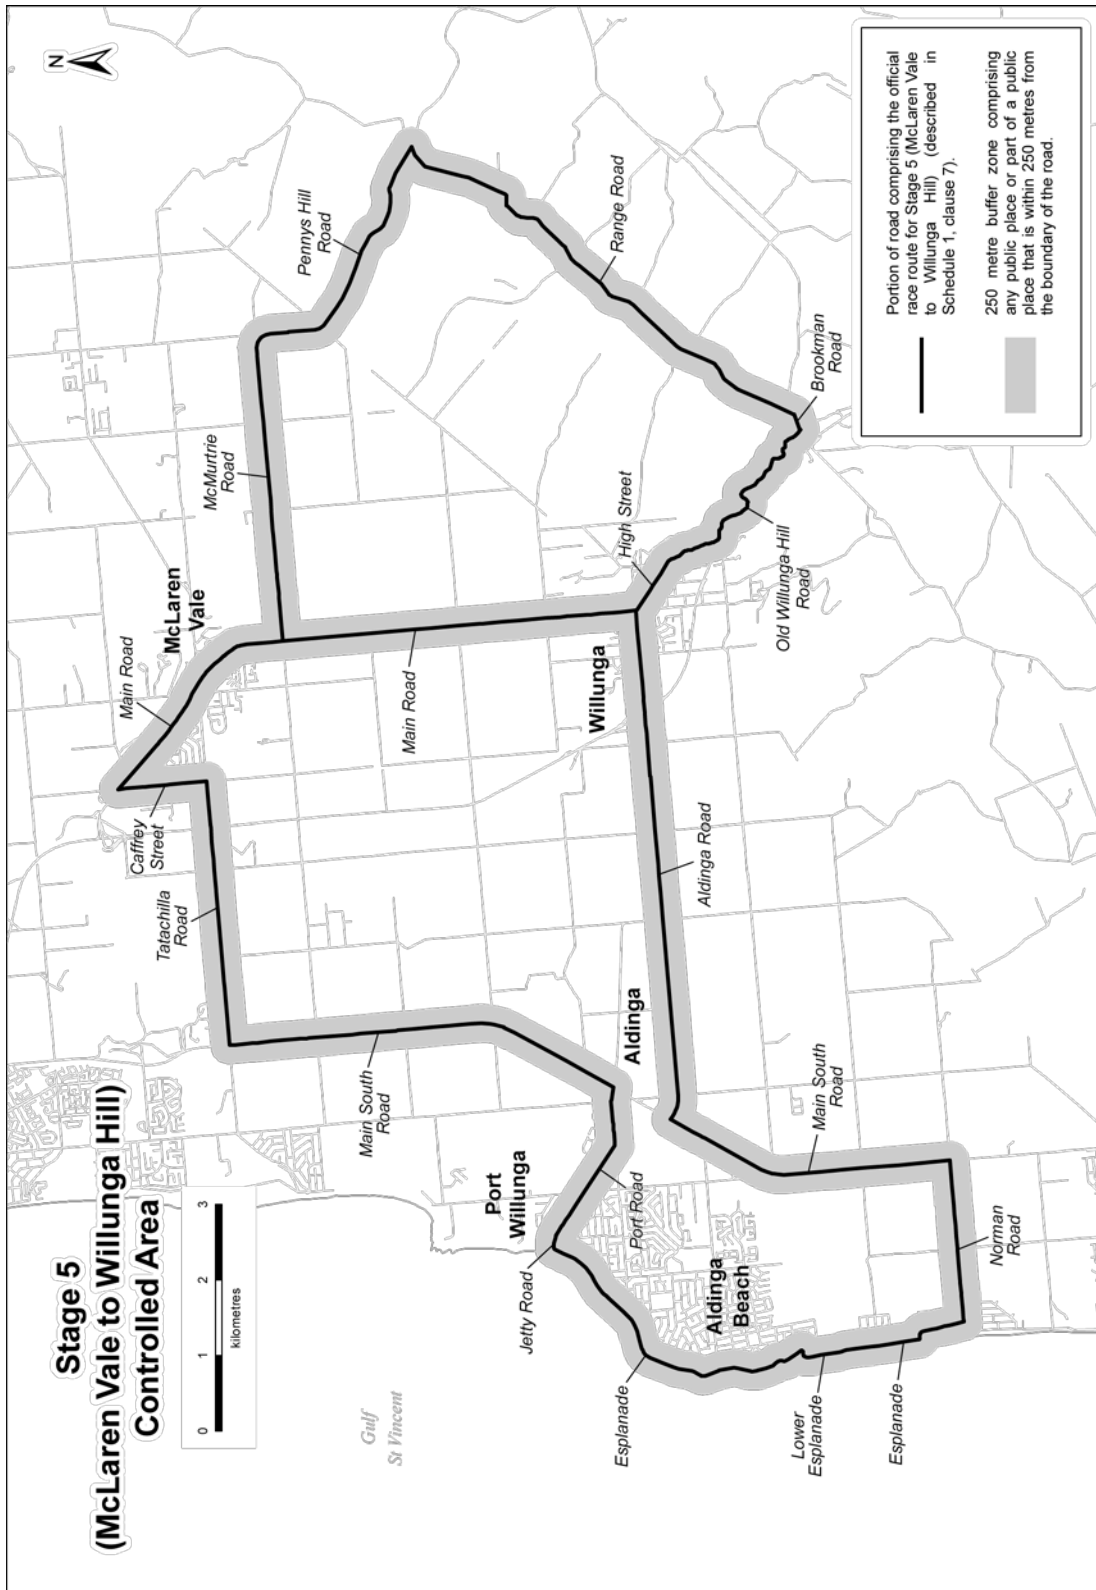 Stage 5
(McLaren Vale to Willunga Hill)
Controlled Area
0
1
2
3
kilometres
N
Gulf
St Vincent
Main Road
McLaren
Vale
McMurtrie
Road
Pennys Hill
Road
Caffrey
Street
Tatachilla
Road
Main South
Road
Main Road
High Street
Range Road
Port
Willunga
Jetty Road
Port Road
Aldinga
Willunga
Aldinga Road
Old Willunga Hill
Road
Brookman
Road
Esplanade
Aldinga
Beach
Main South
Road
Lower
Esplanade
Esplanade
Norman
Road
Portion of road comprising the official
race route for Stage 5 (McLaren Vale
to Willunga Hill) (described in
Schedule 1, clause 7).
250 metre buffer zone comprising
any public place or part of a public
place that is within 250 metres from
the boundary of the road.